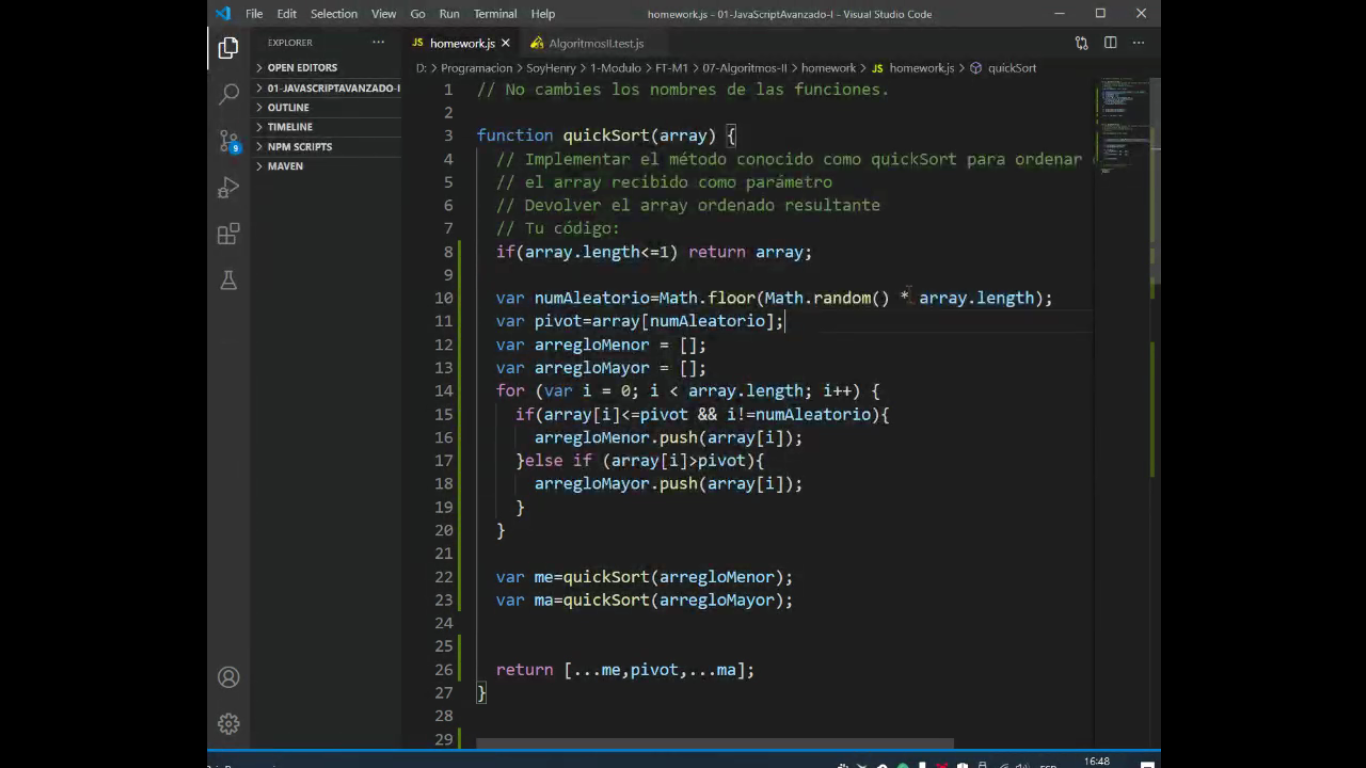 File Edit Selection View Go Run Terminal Help homework.js - 01-JavaScriptAvanzado-I - Visual Studio Code
EXPLORER ···
JS homework.js × AlgoritmosII.test.js ···
> OPEN EDITORS
> 01-JAVASCRIPTAVANZADO-I
> OUTLINE
> TIMELINE
> NPM SCRIPTS
> MAVEN
9
D: > Programacion > SoyHenry > 1-Modulo > FT-M1 > 07-Algoritmos-II > homework > JS homework.js > quickSort
1 // No cambies los nombres de las funciones.
2
3 function quickSort(array) {
4 // Implementar el método conocido como quickSort para ordenar
5 // el array recibido como parámetro
6 // Devolver el array ordenado resultante
7 // Tu código:
8 if(array.length<=1) return array;
9
10 var numAleatorio=Math.floor(Math.random() * array.length);
11 var pivot=array[numAleatorio];
12 var arregloMenor = [];
13 var arregloMayor = [];
14 for (var i = 0; i < array.length; i++) {
15 if(array[i]<=pivot && i!=numAleatorio){
16 arregloMenor.push(array[i]);
17 }else if (array[i]>pivot){
18 arregloMayor.push(array[i]);
19 }
20 }
21
22 var me=quickSort(arregloMenor);
23 var ma=quickSort(arregloMayor);
24
25
26 return [...me,pivot,...ma];
27 }
28
29
16:48